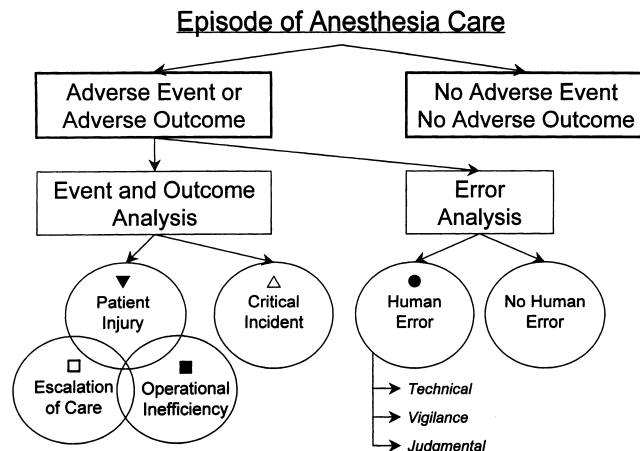 Episode of Anesthesia Care
Adverse Event or
Adverse Outcome
No Adverse Event
No Adverse Outcome
Event and Outcome
Analysis
Error
Analysis
Patient
Injury
Critical
Incident
Human
Error
No Human
Error
Escalation
of Care
Operational
Inefficiency
Technical
Vigilance
Judgmental